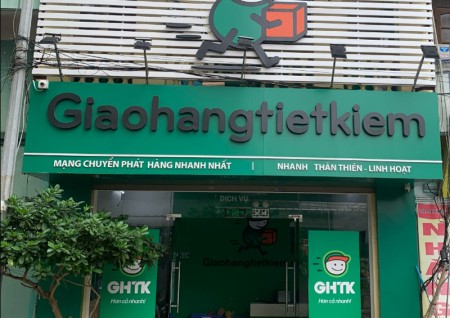 Giaohangtietkiem
MẠNG CHUYỂN PHÁT HÀNG NHANH NHẤT | NHANH THÂN THIỆN - LINH HOẠT
DỊCH VỤ
Giaohangtietkiem
GHTK
Hơn cả nhanh!
GHTK
Hơn cả nhanh!